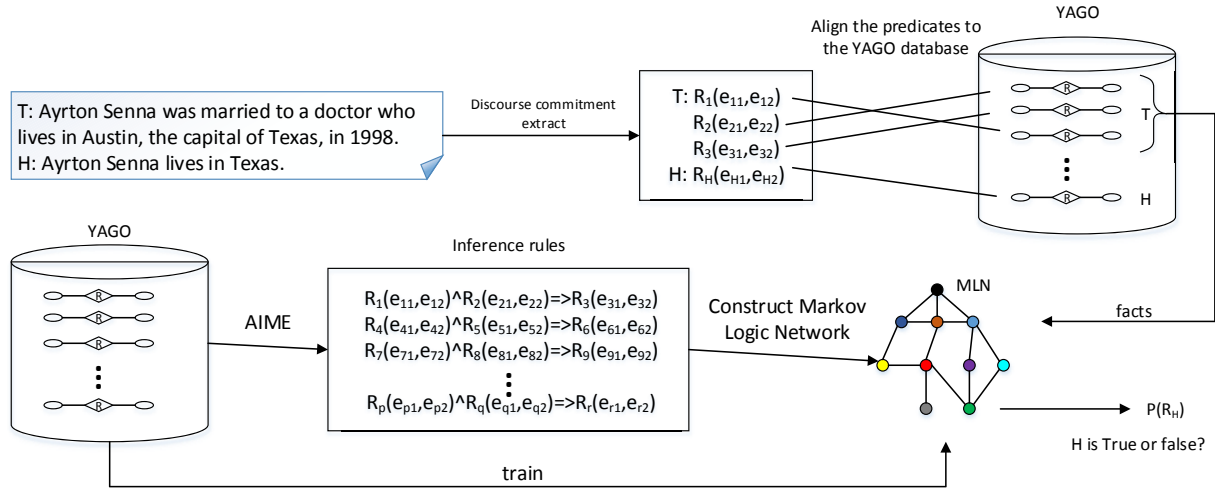 YAGO
Align the predicates to
the YAGO database
T: Ayrton Senna was married to a doctor who
lives in Austin, the capital of Texas, in 1998.
H: Ayrton Senna lives in Texas.
Discourse commitment
extract
T: R1(e11,e12)
R2(e21,e22)
R3(e31,e32)
H: RH(eH1,eH2)
R
R
R
R
T
H
YAGO
R
R
R
R
AIME
Inference rules
R1(e11,e12)^R2(e21,e22)=>R3(e31,e32)
R4(e41,e42)^R5(e51,e52)=>R6(e61,e62)
R7(e71,e72)^R8(e81,e82)=>R9(e91,e92)
Rp(ep1,ep2)^Rq(eq1,eq2)=>Rr(er1,er2)
Construct Markov
Logic Network
MLN
facts
P(RH)
H is True or false?
train